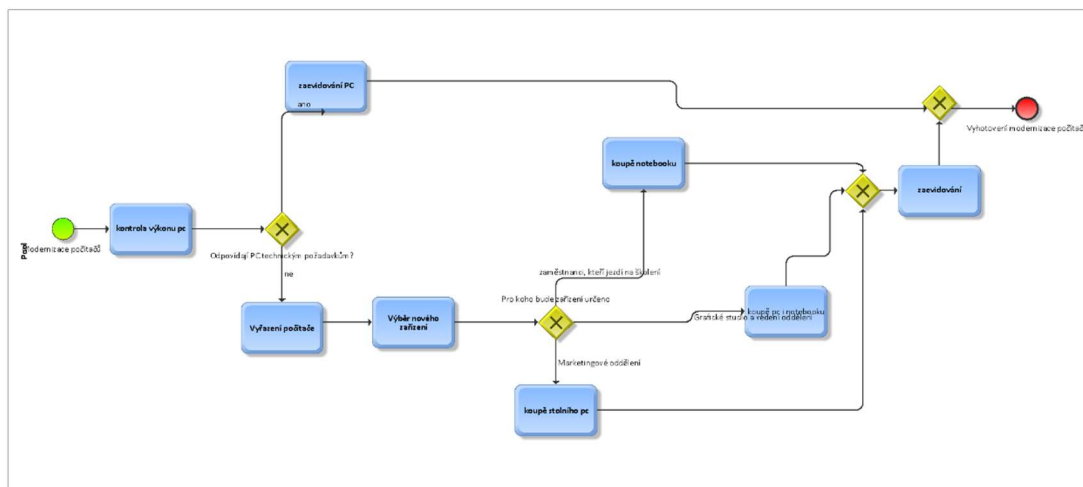 zaevidování PC
ano
Vyhotovení modernizace počítač
koupě notebooku
zaevidování
kontrola výkonu pc
Modernizace počítačů
Odpovídají PC technickým požadavkům?
ne
zaměstnanci, kteří jezdí na školení
Pro koho bude zařízení určeno
koupě pc i notebooku
Grafické studio a vedení oddělení
Vyřazení počítače
Výběr nového
zařízení
Marketingové oddělení
koupě stolního pc